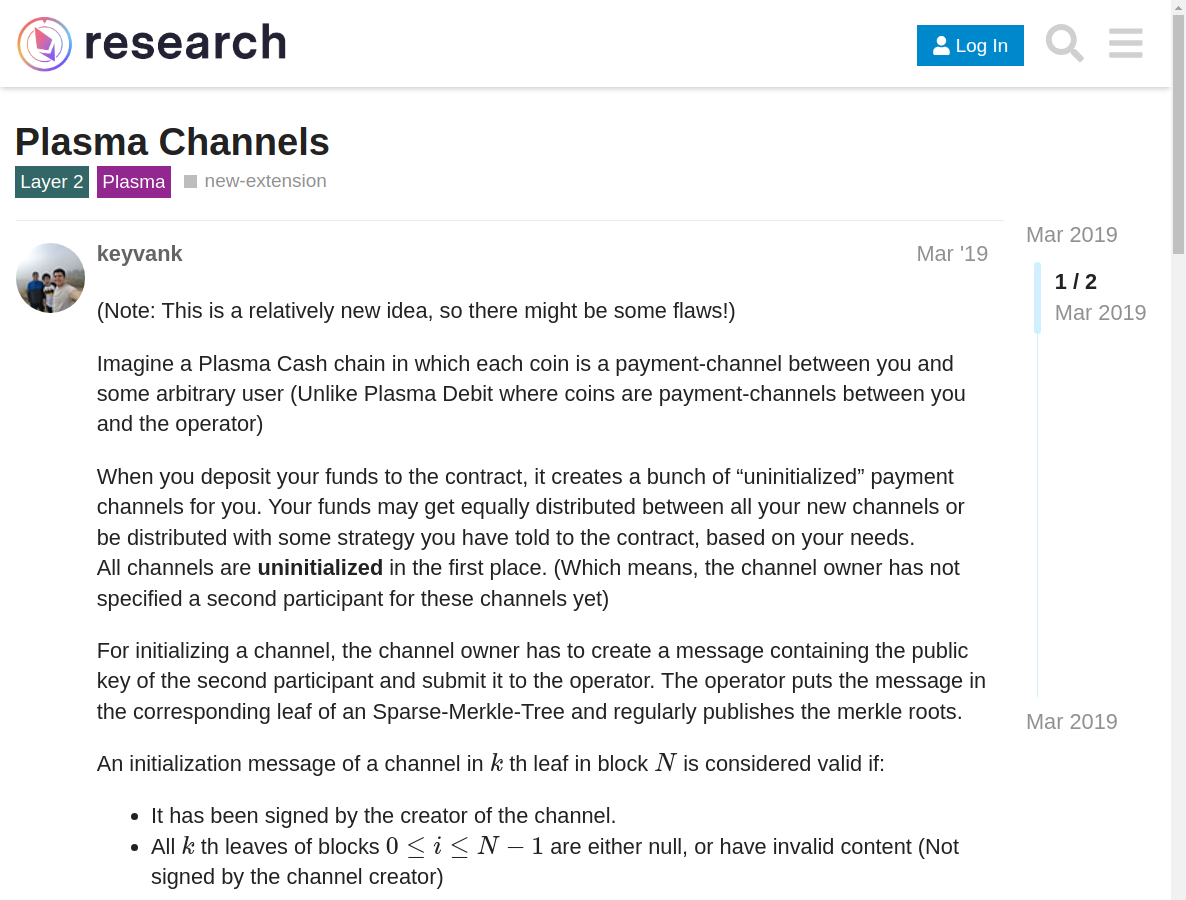 research
Log In
Plasma Channels
Layer 2 Plasma new-extension
keyvank
Mar '19
(Note: This is a relatively new idea, so there might be some flaws!)
Imagine a Plasma Cash chain in which each coin is a payment-channel between you and
some arbitrary user (Unlike Plasma Debit where coins are payment-channels between you
and the operator)
When you deposit your funds to the contract, it creates a bunch of “uninitialized” payment
channels for you. Your funds may get equally distributed between all your new channels or
be distributed with some strategy you have told to the contract, based on your needs.
All channels are uninitialized in the first place. (Which means, the channel owner has not
specified a second participant for these channels yet)
For initializing a channel, the channel owner has to create a message containing the public
key of the second participant and submit it to the operator. The operator puts the message in
the corresponding leaf of an Sparse-Merkle-Tree and regularly publishes the merkle roots.
An initialization message of a channel in k th leaf in block N is considered valid if:
• It has been signed by the creator of the channel.
• All k th leaves of blocks 0 ≤ i ≤ N − 1 are either null, or have invalid content (Not
signed by the channel creator)
Mar 2019
1 / 2
Mar 2019
Mar 2019